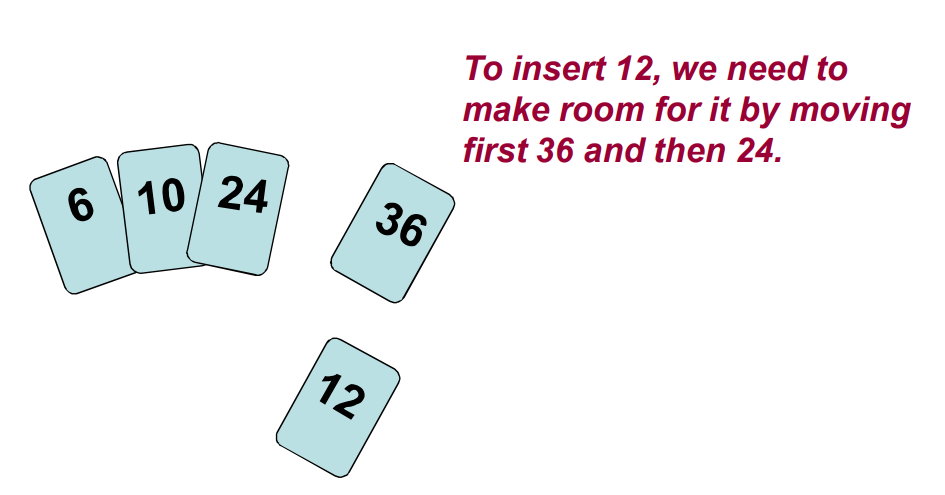 To insert 12, we need to
make room for it by moving
first 36 and then 24.
6 10 24
36
12